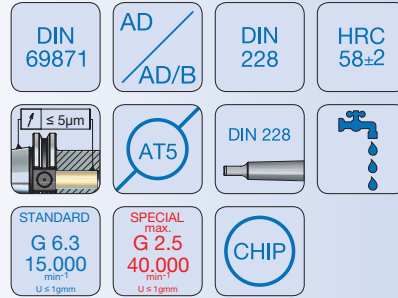 DIN
69871
AD
AD/B
DIN
228
HRC
58±2
≤ 5µm
AT5
DIN 228
STANDARD
G 6.3
15.000
min⁻¹
U ≤ 1gmm
SPECIAL
max.
G 2.5
40.000
min⁻¹
U ≤ 1gmm
CHIP